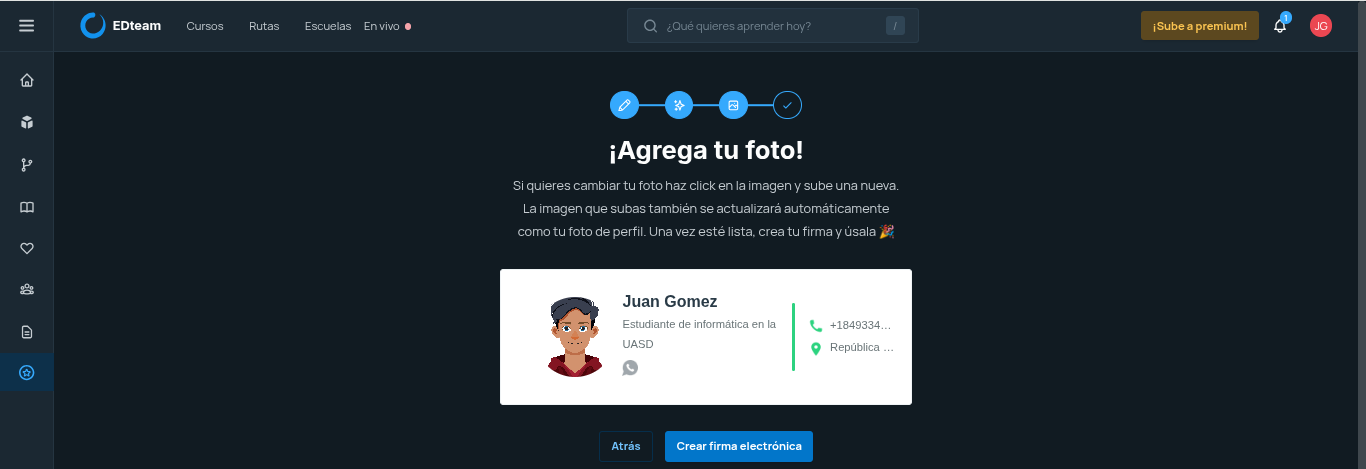 EDteam
Cursos
Rutas
Escuelas
En vivo
¿Qué quieres aprender hoy?
/
¡Sube a premium!
1
JG
¡Agrega tu foto!
Si quieres cambiar tu foto haz click en la imagen y sube una nueva.
La imagen que subas también se actualizará automáticamente
como tu foto de perfil. Una vez esté lista, crea tu firma y úsala 🎉
Juan Gomez
Estudiante de informática en la
UASD
+1849334...
República ...
Atrás
Crear firma electrónica